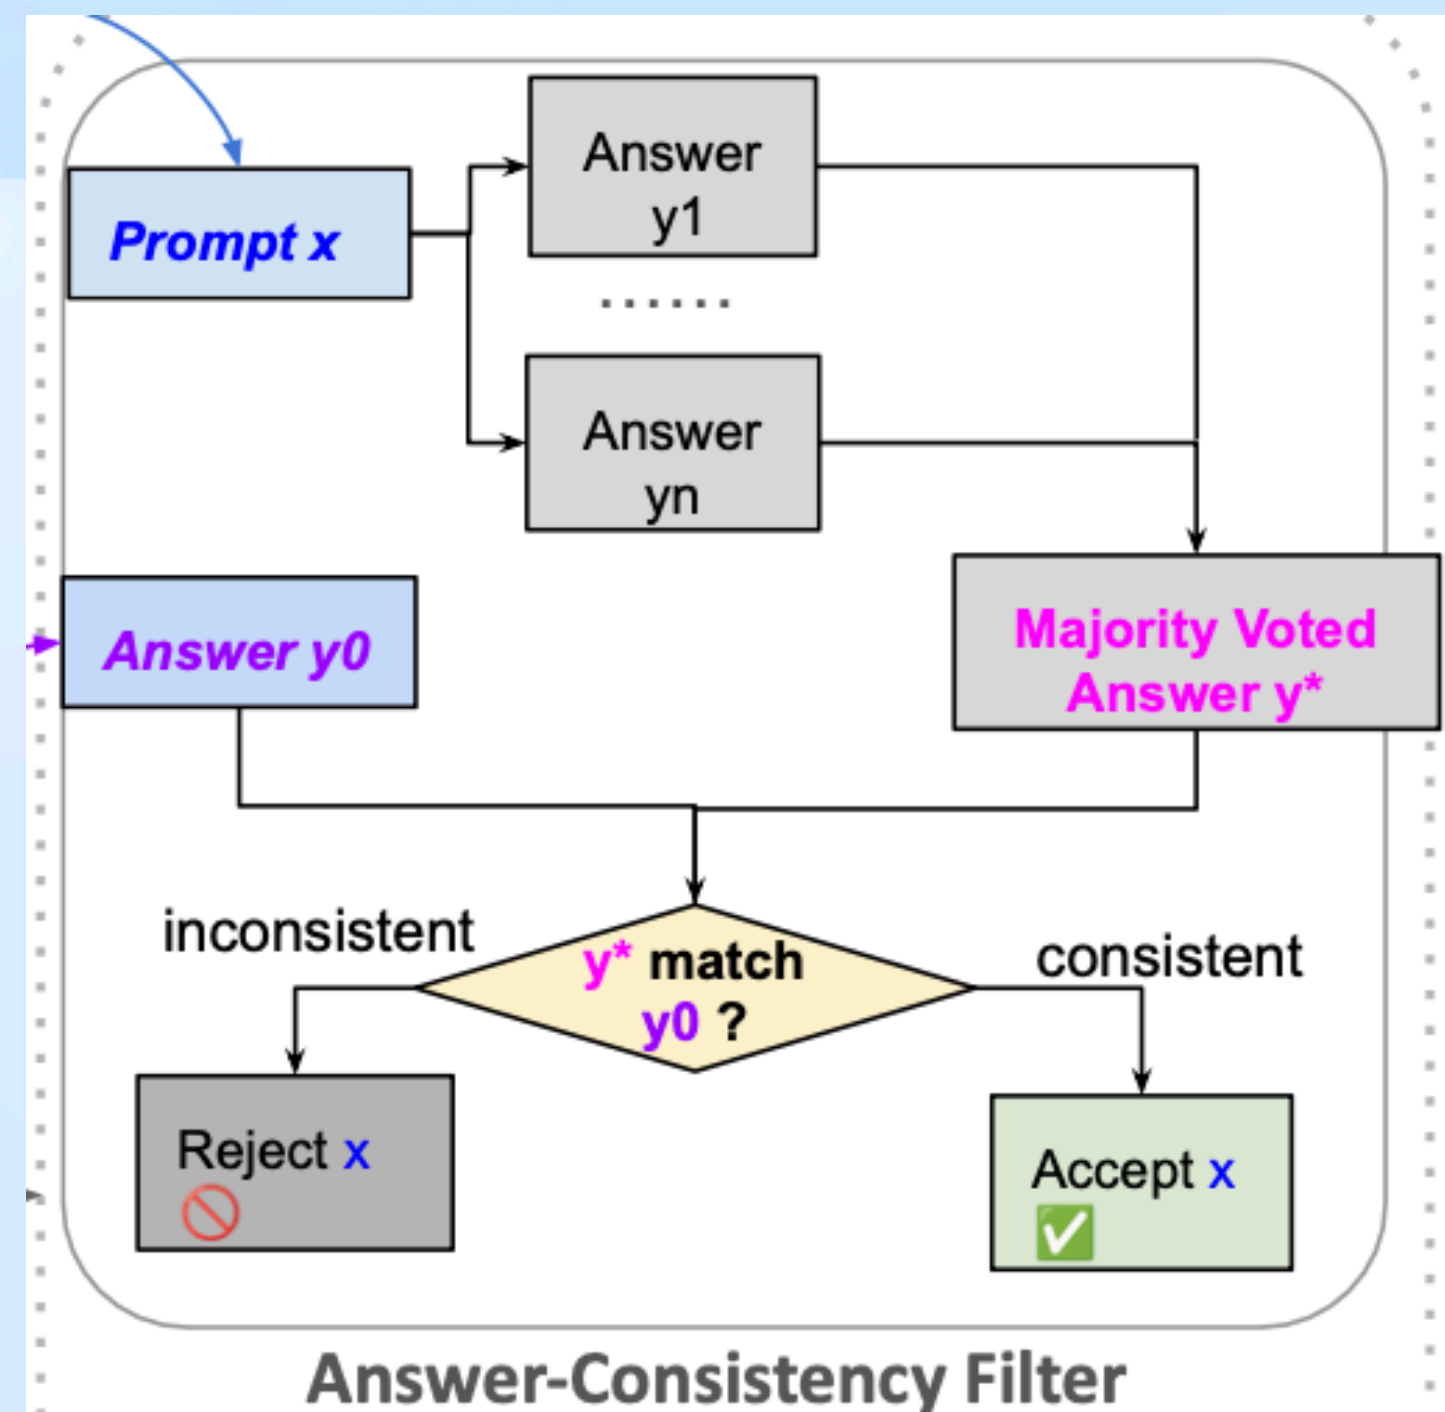 Answer
y1
Prompt x
......
Answer
yn
Answer y0
Majority Voted
Answer y*
inconsistent
y* match
y0 ?
consistent
Reject x
Accept x
Answer-Consistency Filter